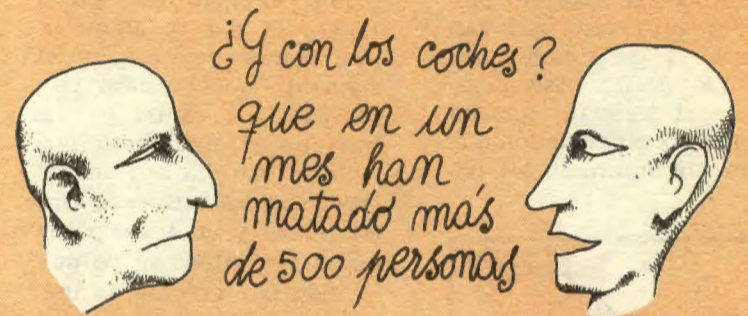 ¿Y con los coches?
que en un
mes han
matado más
de 500 personas